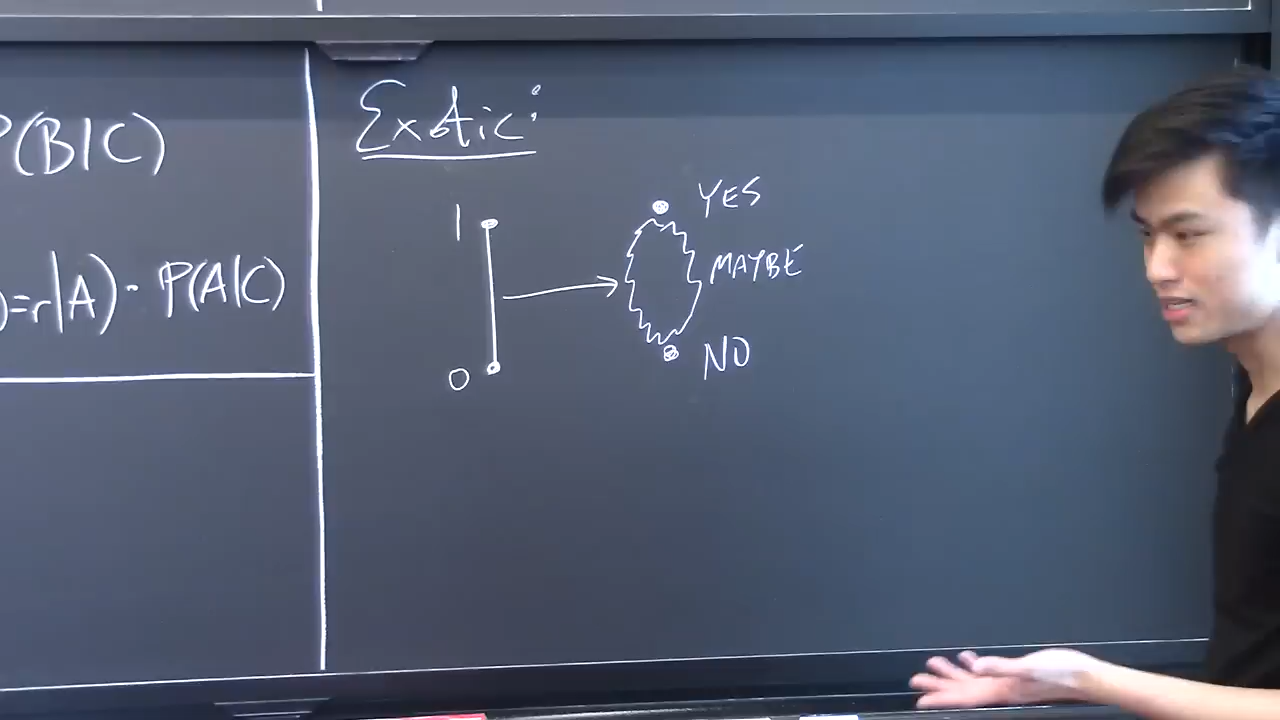 P(B|C)
)=r|A) · P(A|C)
Exotic:
1
0
YES
MAYBE
NO